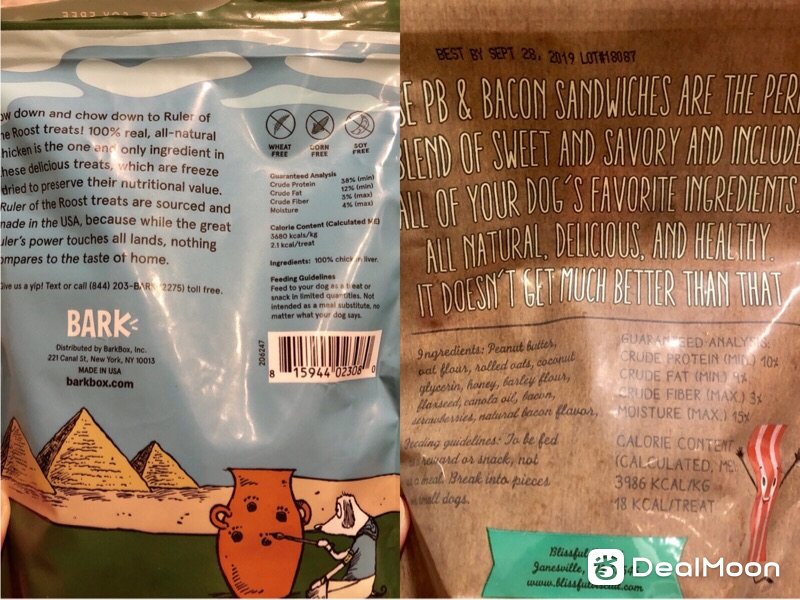 down and chow down to Ruler of
Roost treats! 100% real, all-natural
chicken is the one and only ingredient in
these delicious treats, which are freeze
dried to preserve their nutritional value.
Ruler of the Roost treats are sourced and
made in the USA, because while the great
ruler's power touches all lands, nothing
compares to the taste of home.
Give us a yip! Text or call (844) 203-BARK (2275) toll free.
BARK
Distributed by BarkBox, Inc.
221 Canal St, New York, NY 10013
MADE IN USA
barkbox.com
WHEAT FREE
CORN FREE
SOY FREE
Guaranteed Analysis
Crude Protein 38% (min)
Crude Fat 12% (min)
Crude Fiber 3% (max)
Moisture 4% (max)
Calorie Content (Calculated ME)
3680 kcals/kg
2.1 kcal/treat
Ingredients: 100% chicken liver.
Feeding Guidelines
Feed to your dog as a treat or
snack in limited quantities. Not
intended as a meal substitute, no
matter what your dog says.
206247
8 15944 02308 0
BEST BY SEPT 28, 2019 LOT#18087
PB & BACON SANDWICHES ARE THE
BLEND OF SWEET AND SAVORY AND INCLUDE
ALL OF YOUR DOG'S FAVORITE INGREDIENTS.
ALL NATURAL, DELICIOUS, AND HEALTHY.
IT DOESN'T GET MUCH BETTER THAN THAT
Ingredients: Peanut butter,
oat flour, rolled oats, coconut
glycerin, honey, barley flour,
flaxseed, canola oil, bacon,
strawberries, natural bacon flavor,
Feeding guidelines: To be fed
reward or snack, not
a meal. Break into pieces
small dogs.
GUARANTEED ANALYSIS:
CRUDE PROTEIN (MIN.) 10%
CRUDE FAT (MIN.) 9%
CRUDE FIBER (MAX.) 3%
MOISTURE (MAX.) 15%
CALORIE CONTENT
(CALCULATED, ME)
3986 KCAL/KG
18 KCAL/TREAT
Blissful
Janesville,
www.blissfulbiscuit.com
DealMoon